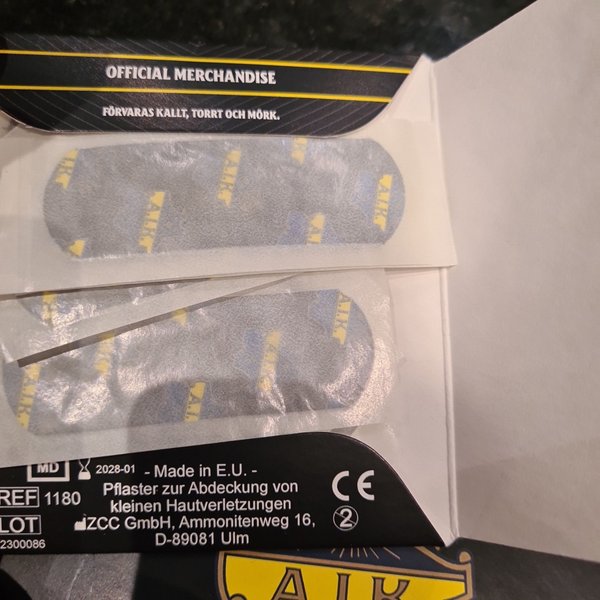 OFFICIAL MERCHANDISE
FÖRVARAS KALLT, TORRT OCH MÖRK.
A.I.K
A.I.K
A.I.K
A.I.K
A.I.K
A.I.K
A.I.K
MD 2028-01 - Made in E.U. -
REF 1180 Pflaster zur Abdeckung von
kleinen Hautverletzungen
LOT ZCC GmbH, Ammonitenweg 16,
2300086 D-89081 Ulm
CE
2
AIK